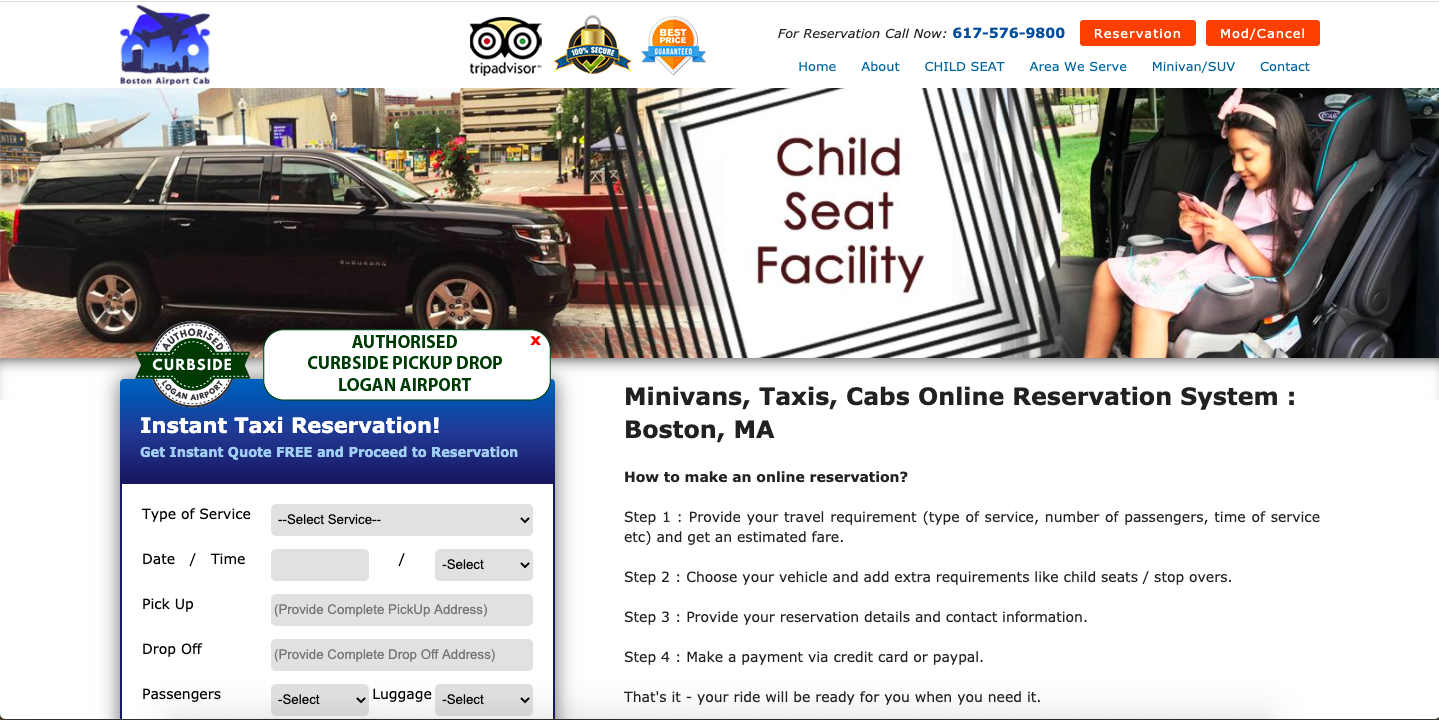 Boston Airport Cab
tripadvisor
100% SECURE
BEST
PRICE
GUARANTEED
For Reservation Call Now: 617-576-9800
Reservation
Mod/Cancel
Home
About
CHILD SEAT
Area We Serve
Minivan/SUV
Contact
SUBURBAN
Child
Seat
Facility
AUTHORISED
CURBSIDE
LOGAN AIRPORT
AUTHORISED
CURBSIDE PICKUP DROP
LOGAN AIRPORT
x
Instant Taxi Reservation!
Get Instant Quote FREE and Proceed to Reservation
Type of Service
--Select Service--
Date / Time
/
-Select
Pick Up
(Provide Complete PickUp Address)
Drop Off
(Provide Complete Drop Off Address)
Passengers
-Select
Luggage
-Select
Minivans, Taxis, Cabs Online Reservation System :
Boston, MA
How to make an online reservation?
Step 1 : Provide your travel requirement (type of service, number of passengers, time of service
etc) and get an estimated fare.
Step 2 : Choose your vehicle and add extra requirements like child seats / stop overs.
Step 3 : Provide your reservation details and contact information.
Step 4 : Make a payment via credit card or paypal.
That's it - your ride will be ready for you when you need it.